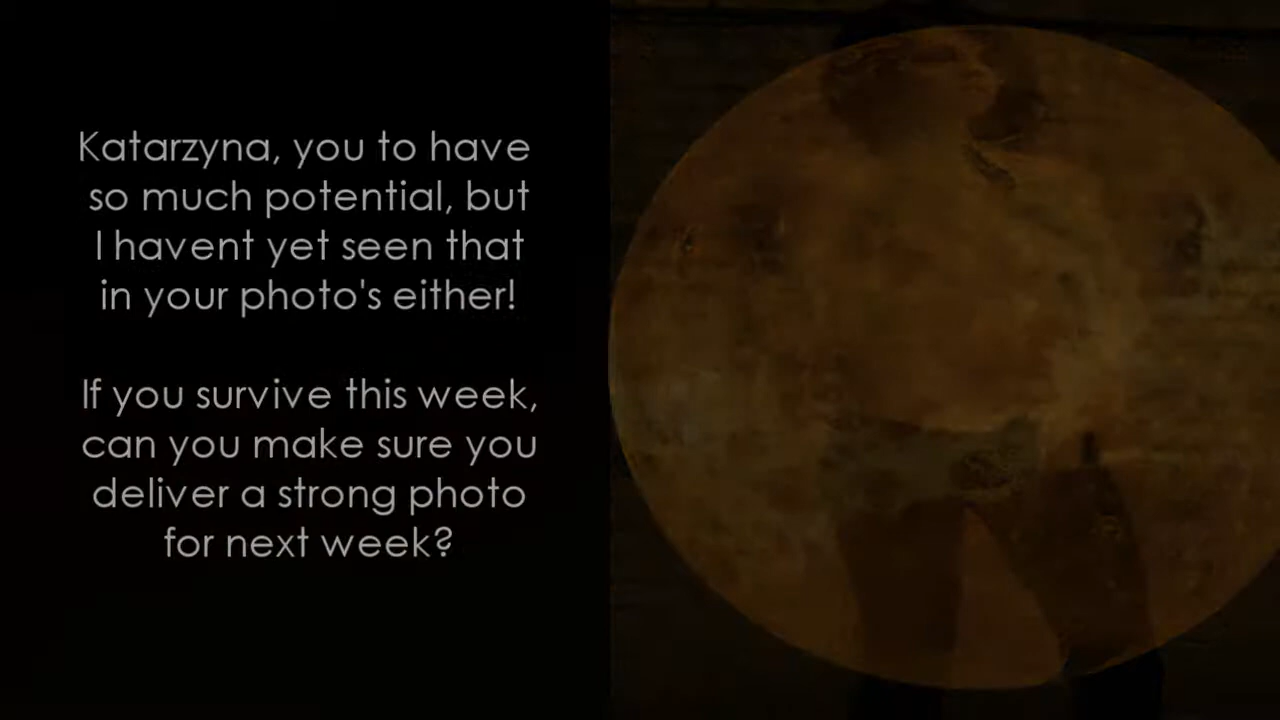 Katarzyna, you to have
so much potential, but
I havent yet seen that
in your photo's either!
If you survive this week,
can you make sure you
deliver a strong photo
for next week?